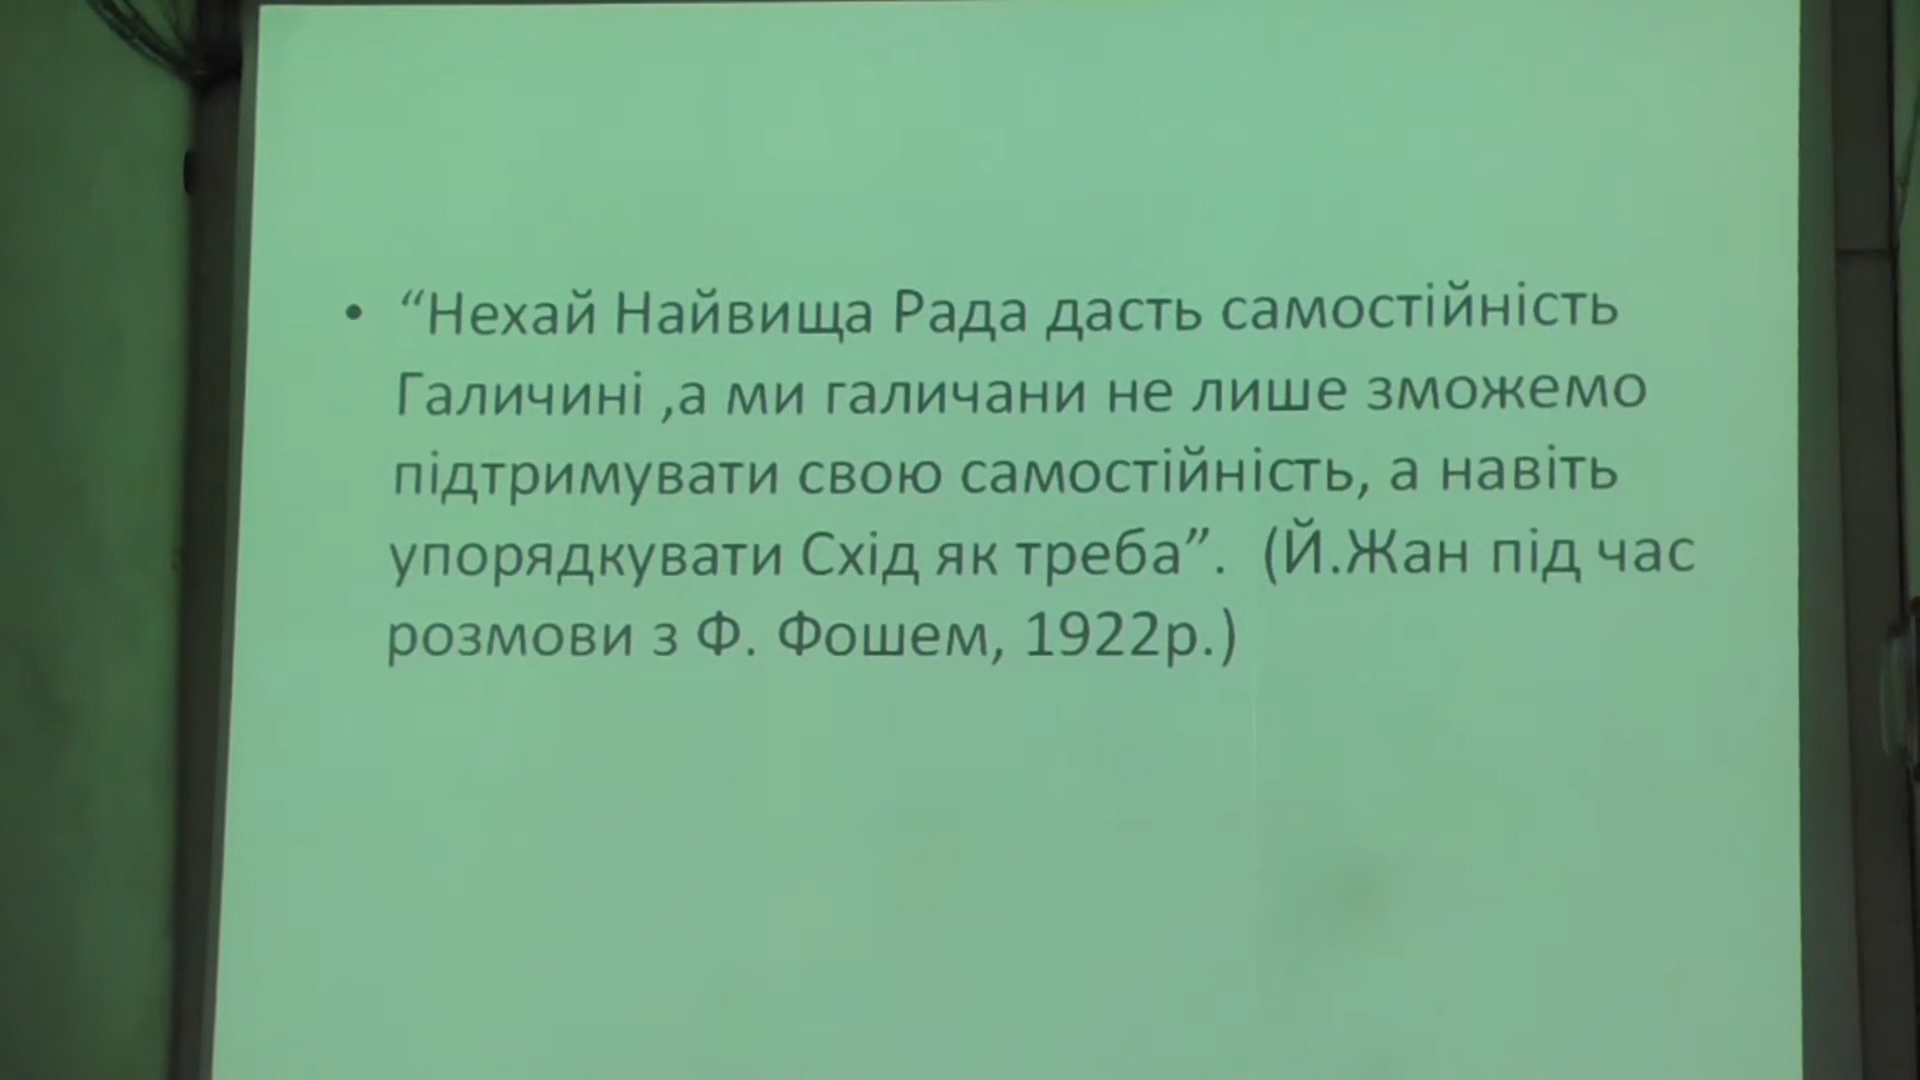 • “Нехай Найвища Рада дасть самостійність
Галичині ,а ми галичани не лише зможемо
підтримувати свою самостійність, а навіть
упорядкувати Схід як треба”.  (Й.Жан під час
розмови з Ф. Фошем, 1922р.)